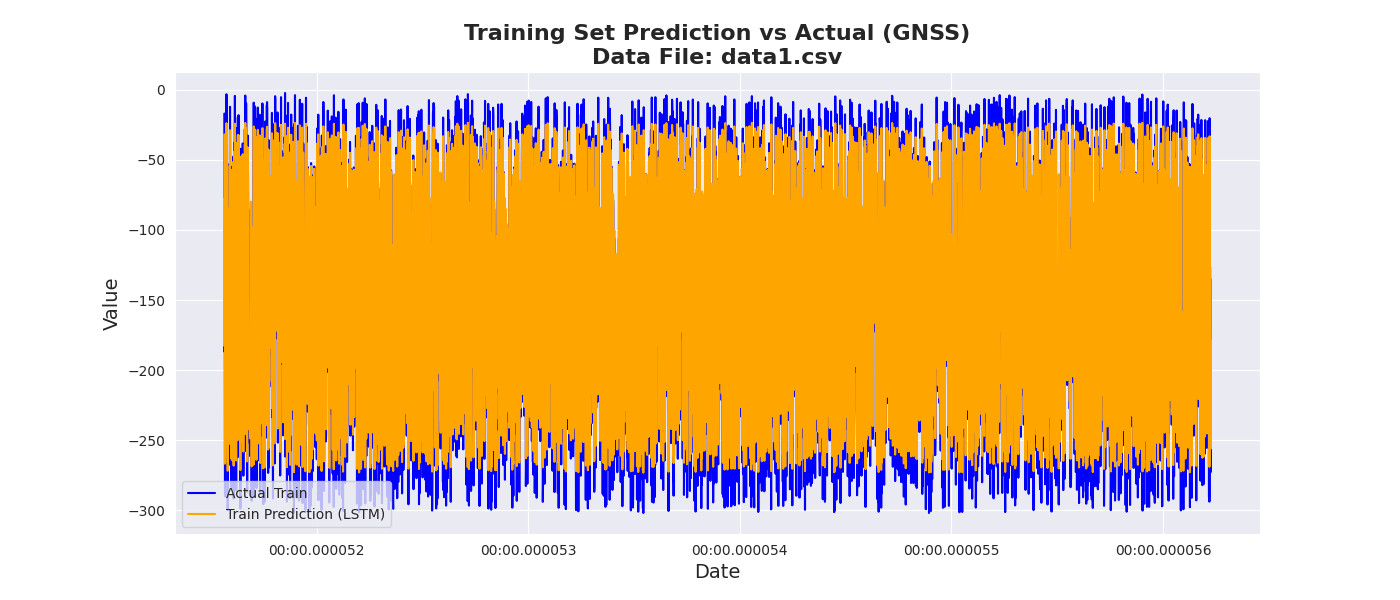 Training Set Prediction vs Actual (GNSS)
Data File: data1.csv
Value
0
−50
−100
−150
−200
−250
−300
Actual Train
Train Prediction (LSTM)
00:00.000052
00:00.000053
00:00.000054
00:00.000055
00:00.000056
Date